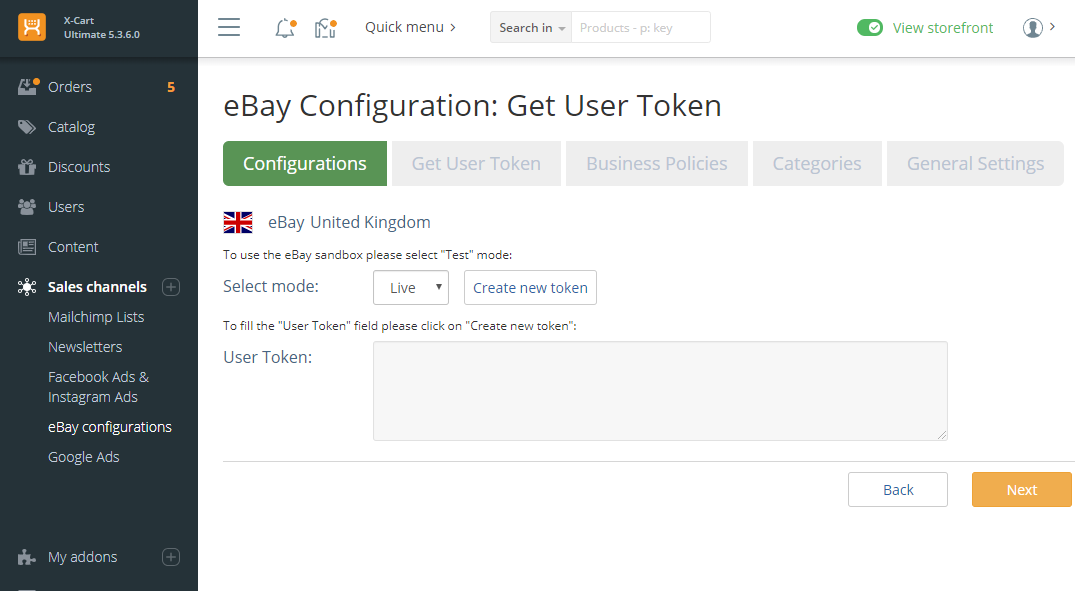 X-Cart
Ultimate 5.3.6.0
Quick menu
Search in
Products - p: key
View storefront
Orders 5
Catalog
Discounts
Users
Content
Sales channels
Mailchimp Lists
Newsletters
Facebook Ads &
Instagram Ads
eBay configurations
Google Ads
My addons
eBay Configuration: Get User Token
Configurations
Get User Token
Business Policies
Categories
General Settings
eBay United Kingdom
To use the eBay sandbox please select "Test" mode:
Select mode:
Live
Create new token
To fill the "User Token" field please click on "Create new token":
User Token:
Back
Next